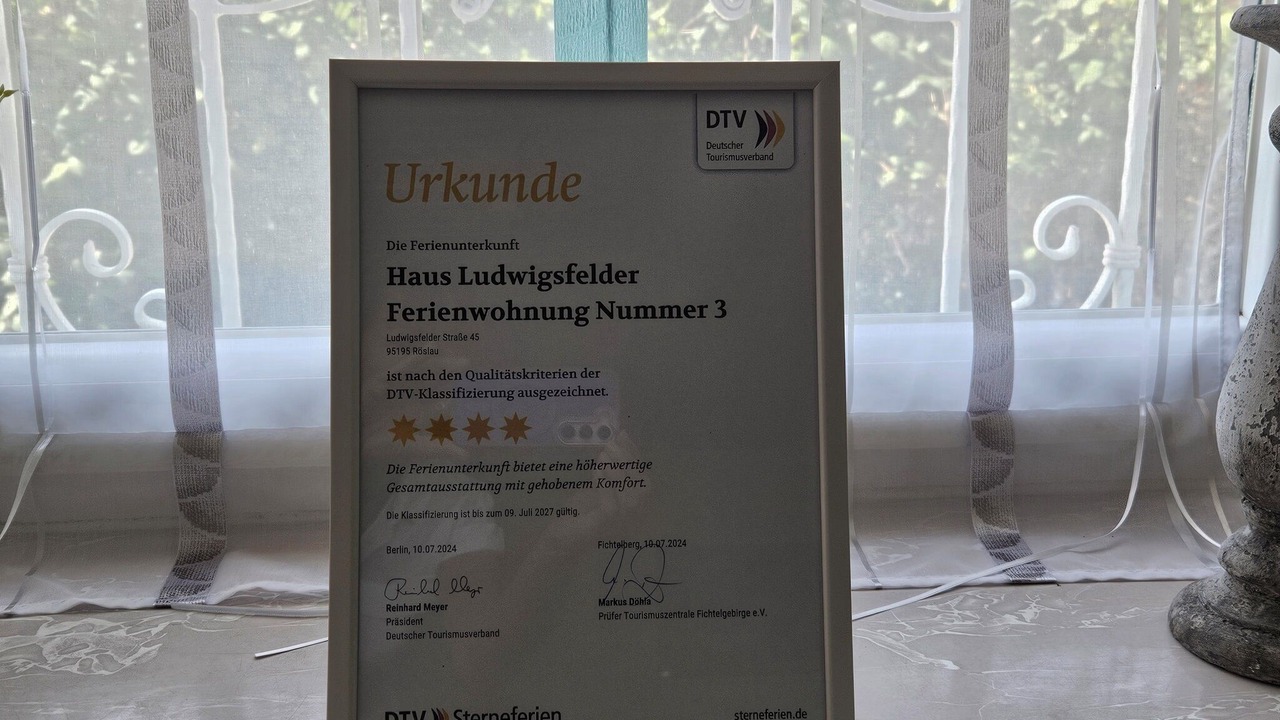 DTV
Deutscher
Tourismusverband
Urkunde
Die Ferienunterkunft
Haus Ludwigsfelder
Ferienwohnung Nummer 3
Ludwigsfelder Straße 45
95195 Röslau
ist nach den Qualitätskriterien der
DTV-Klassifizierung ausgezeichnet.
Die Ferienunterkunft bietet eine höherwertige
Gesamtausstattung mit gehobenem Komfort.
Die Klassifizierung ist bis zum 09. Juli 2027 gültig.
Berlin, 10.07.2024
Reinhard Meyer
Präsident
Deutscher Tourismusverband
Fichtelberg, 10.07.2024
Markus Döhfa
Prüfer Tourismuszentrale Fichtelgebirge e.V.
DTV Sterneferien
sterneferien.de